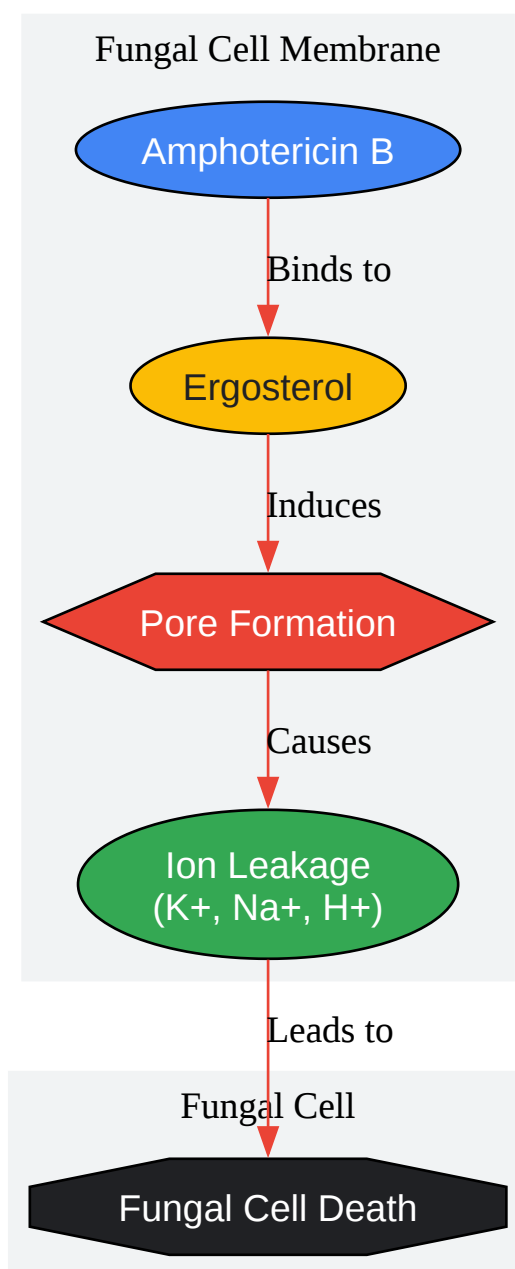 Fungal Cell Membrane
Amphotericin B
Binds to
Ergosterol
Induces
Pore Formation
Causes
Ion Leakage
(K+, Na+, H+)
Leads to
Fungal Cell
Fungal Cell Death